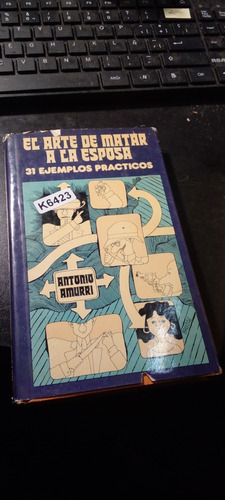 EL ARTE DE MATAR
A LA ESPOSA
31 EJEMPLOS PRACTICOS
K6423
ANTONIO
AMURRI